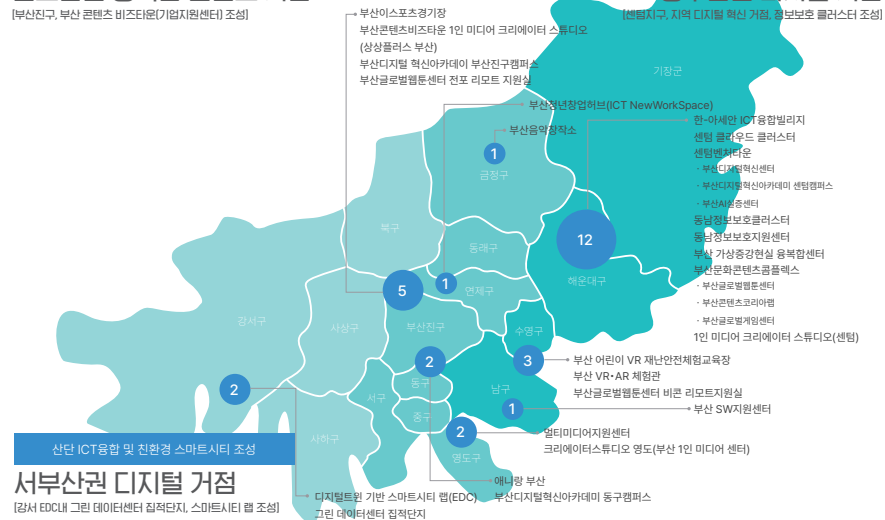 [부산진구, 부산 콘텐츠 비즈타운(기업지원센터) 조성]
[센텀지구, 지역 디지털 혁신 거점, 정보보호 클러스터 조성]
부산이스포츠경기장
부산콘텐츠비즈타운 1인 미디어 크리에이터 스튜디오
(상상플러스 부산)
부산디지털 혁신아카데이 부산진구캠퍼스
부산글로벌웹툰센터 전포 리모트 지원실
기장군
부산청년창업허브(ICT NewWorkSpace)
부산음악창작소
1
금정구
한-아세안 ICT융합빌리지
센텀 클라우드 클러스터
센텀벤처타운
· 부산디지털혁신센터
· 부산디지털혁신아카데미 센텀캠퍼스
· 부산AI실증센터
동남정보보호클러스터
동남정보보호지원센터
부산 가상증강현실 융복합센터
부산문화콘텐츠콤플렉스
· 부산글로벌웹툰센터
· 부산콘텐츠코리아랩
· 부산글로벌게임센터
1인 미디어 크리에이터 스튜디오(센텀)
북구
동래구
12
해운대구
5
1
연제구
강서구
사상구
부산진구
수영구
2
3
부산 어린이 VR 재난안전체험교육장
부산 VR·AR 체험관
부산글로벌웹툰센터 비콘 리모트지원실
2
서구
동구
남구
1
부산 SW지원센터
중구
사하구
2
영도구
멀티미디어지원센터
크리에이터스튜디오 영도(부산 1인 미디어 센터)
산단 ICT융합 및 친환경 스마트시티 조성
서부산권 디지털 거점
[강서 EDC내 그린 데이터센터 집적단지, 스마트시티 랩 조성]
디지털트윈 기반 스마트시티 랩(EDC)
그린 데이터센터 집적단지
애니랑 부산
부산디지털혁신아카데미 동구캠퍼스